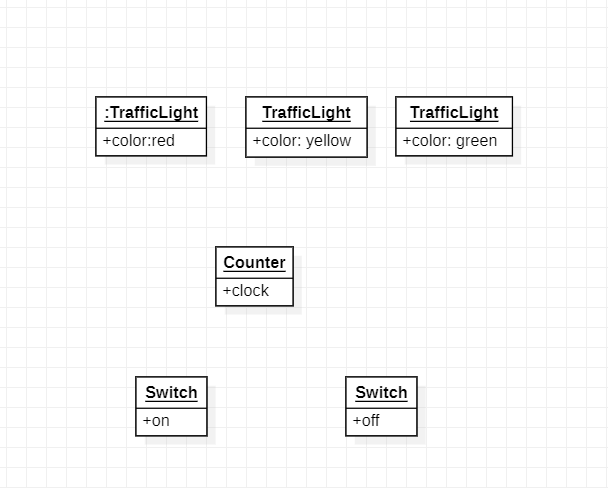 :TrafficLight
+color:red
TrafficLight
+color: yellow
TrafficLight
+color: green
Counter
+clock
Switch
+on
Switch
+off